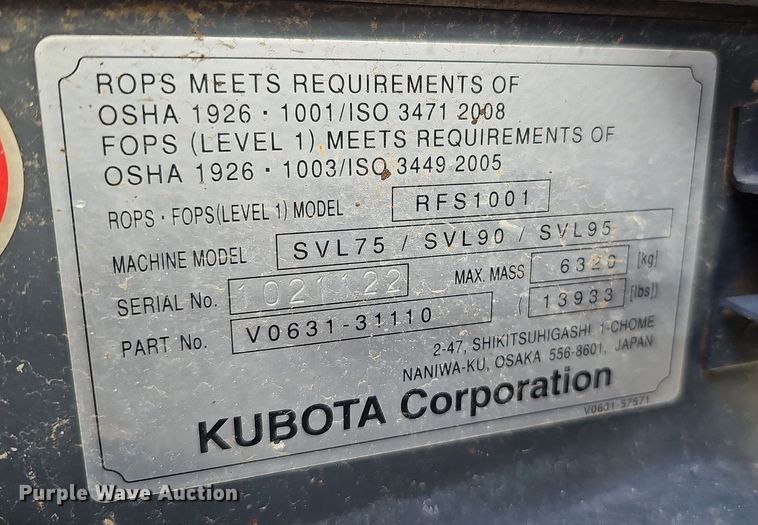 ROPS MEETS REQUIREMENTS OF
OSHA 1926 · 1001/ISO 3471 2008
FOPS (LEVEL 1) MEETS REQUIREMENTS OF
OSHA 1926 · 1003/ISO 3449 2005
ROPS · FOPS(LEVEL 1) MODEL RFS1001
MACHINE MODEL SVL75 / SVL90 / SVL95
SERIAL No. 1021122 MAX. MASS 6320 [kg]
PART No. V0631-31110 (13933 [lbs])
2-47, SHIKITSUHIGASHI 1-CHOME
NANIWA-KU, OSAKA 556-8601, JAPAN
KUBOTA Corporation
V0631-57571
Purple Wave Auction